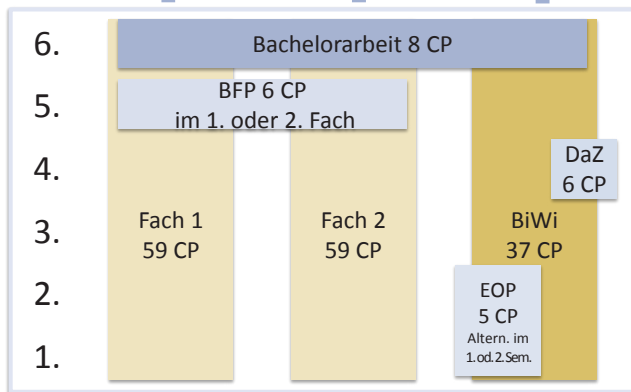 6.
Bachelorarbeit 8 CP
5.
BFP 6 CP
im 1. oder 2. Fach
4.
DaZ
6 CP
3.
Fach 1
59 CP
Fach 2
59 CP
BiWi
37 CP
2.
EOP
5 CP
Altern. im
1.od.2.Sem.
1.